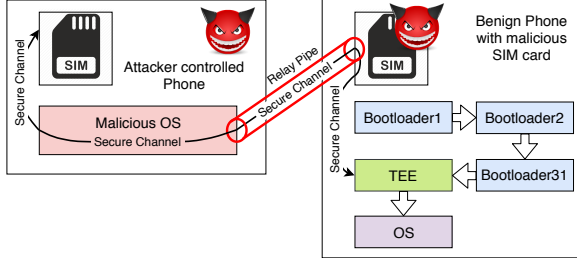 SIM
Attacker controlled
Phone
Secure Channel
Malicious OS
Secure Channel
Relay Pipe
Secure Channel
SIM
Benign Phone
with malicious
SIM card
Secure Channel
Bootloader1
Bootloader2
TEE
Bootloader31
OS